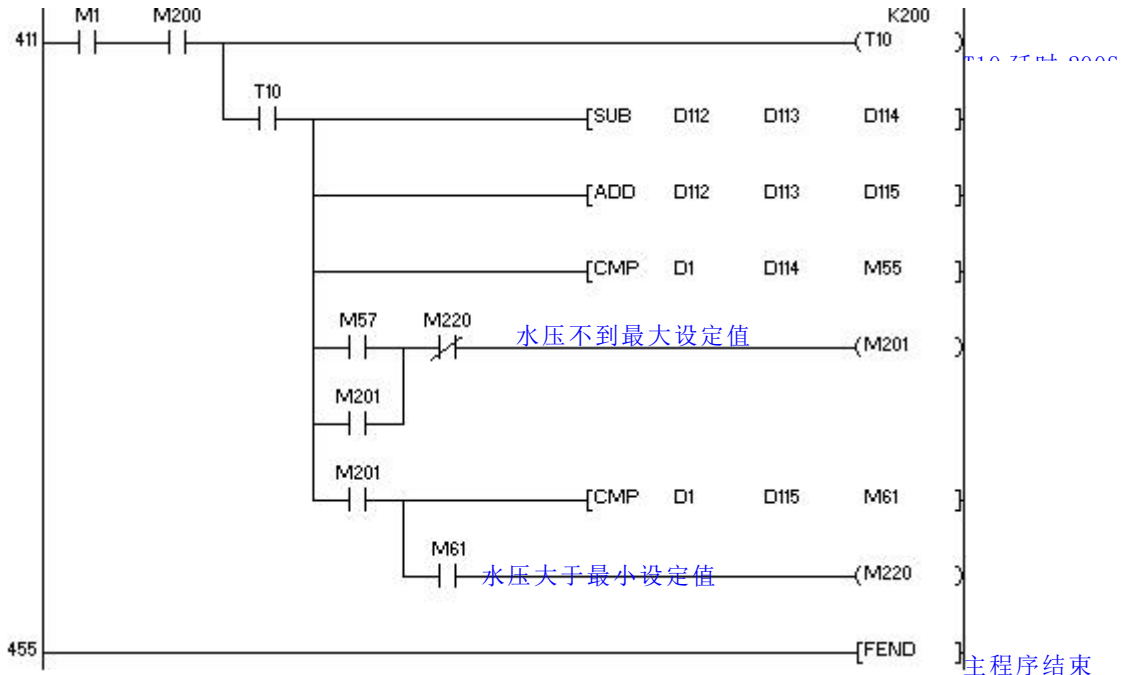 M1 M200 K200
411 (T10 )
T10
[SUB D112 D113 D114 ]
[ADD D112 D113 D115 ]
[CMP D1 D114 M55 ]
M57 M220 水压不到最大设定值 (M201 )
M201
M201
[CMP D1 D115 M61 ]
M61 水压大于最小设定值 (M220 )
455 [FEND ]
主程序结束